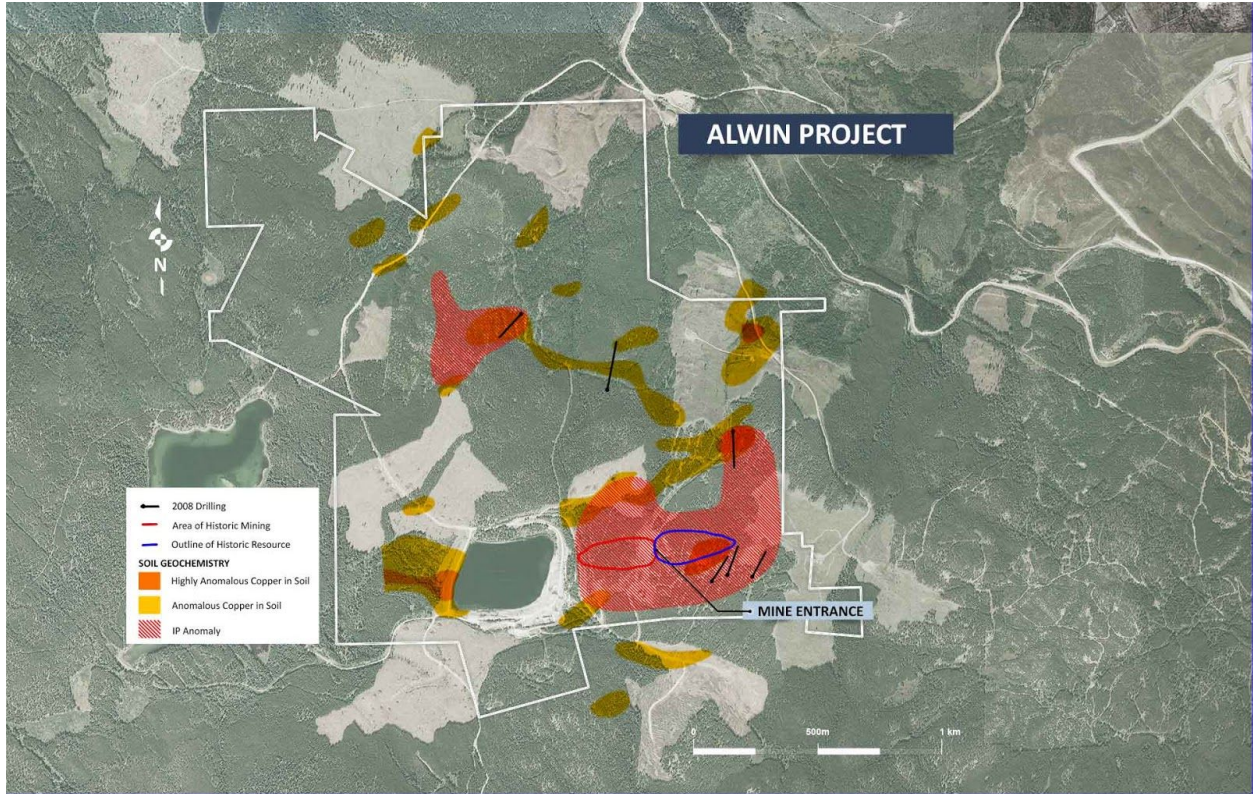 ALWIN PROJECT
N
2008 Drilling
Area of Historic Mining
Outline of Historic Resource
SOIL GEOCHEMISTRY
Highly Anomalous Copper in Soil
Anomalous Copper in Soil
IP Anomaly
MINE ENTRANCE
0 500m 1 km